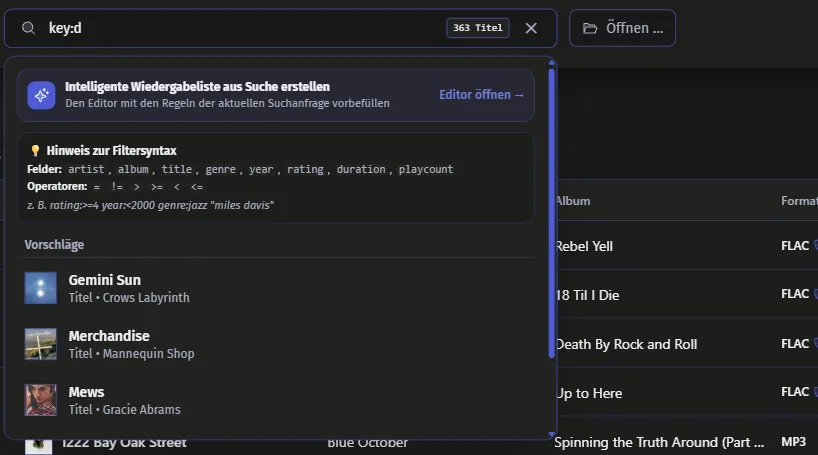 key:d
363 Titel
Öffnen ...
Intelligente Wiedergabeliste aus Suche erstellen
Den Editor mit den Regeln der aktuellen Suchanfrage vorbefüllen
Editor öffnen →
Hinweis zur Filtersyntax
Felder: artist, album, title, genre, year, rating, duration, playcount
Operatoren: = != > >= < <=
z. B. rating:>=4 year:<2000 genre:jazz "miles davis"
Vorschläge
Gemini Sun
Titel • Crows Labyrinth
Merchandise
Titel • Mannequin Shop
Mews
Titel • Gracie Abrams
Album Format
Rebel Yell FLAC
18 Til I Die FLAC
Death By Rock and Roll FLAC
Up to Here FLAC
1222 Bay Oak Street Blue October Spinning the Truth Around (Part ... MP3